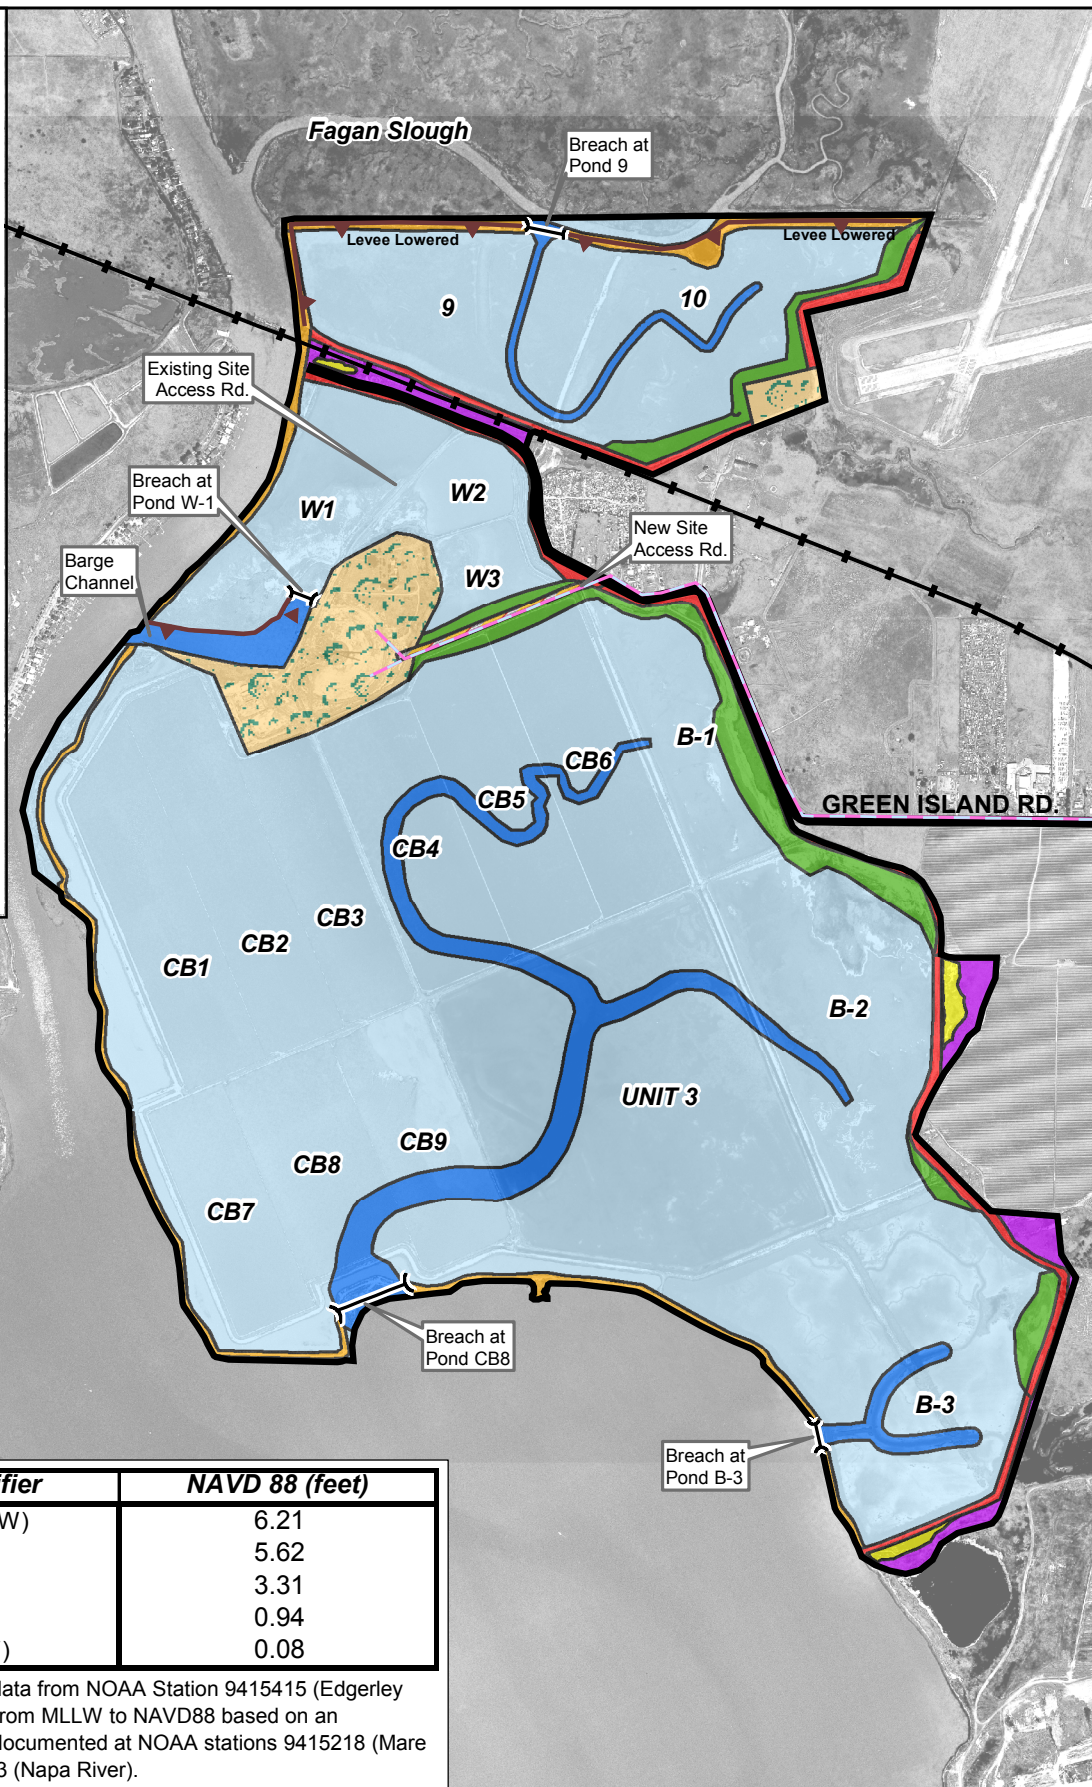 Fagan Slough
Breach at
Pond 9
Levee Lowered
Levee Lowered
9
10
Existing Site
Access Rd.
Breach at
Pond W-1
W1
W2
New Site
Access Rd.
Barge
Channel
W3
B-1
CB6
CB5
GREEN ISLAND RD.
CB4
CB3
CB2
CB1
B-2
UNIT 3
CB9
CB8
CB7
Breach at
Pond CB8
B-3
Breach at
Pond B-3
NAVD 88 (feet)
W) 6.21
5.62
3.31
0.94
) 0.08
from NOAA Station 9415415 (Edgerley
from MLLW to NAVD88 based on an
documented at NOAA stations 9415218 (Mare
3 (Napa River).